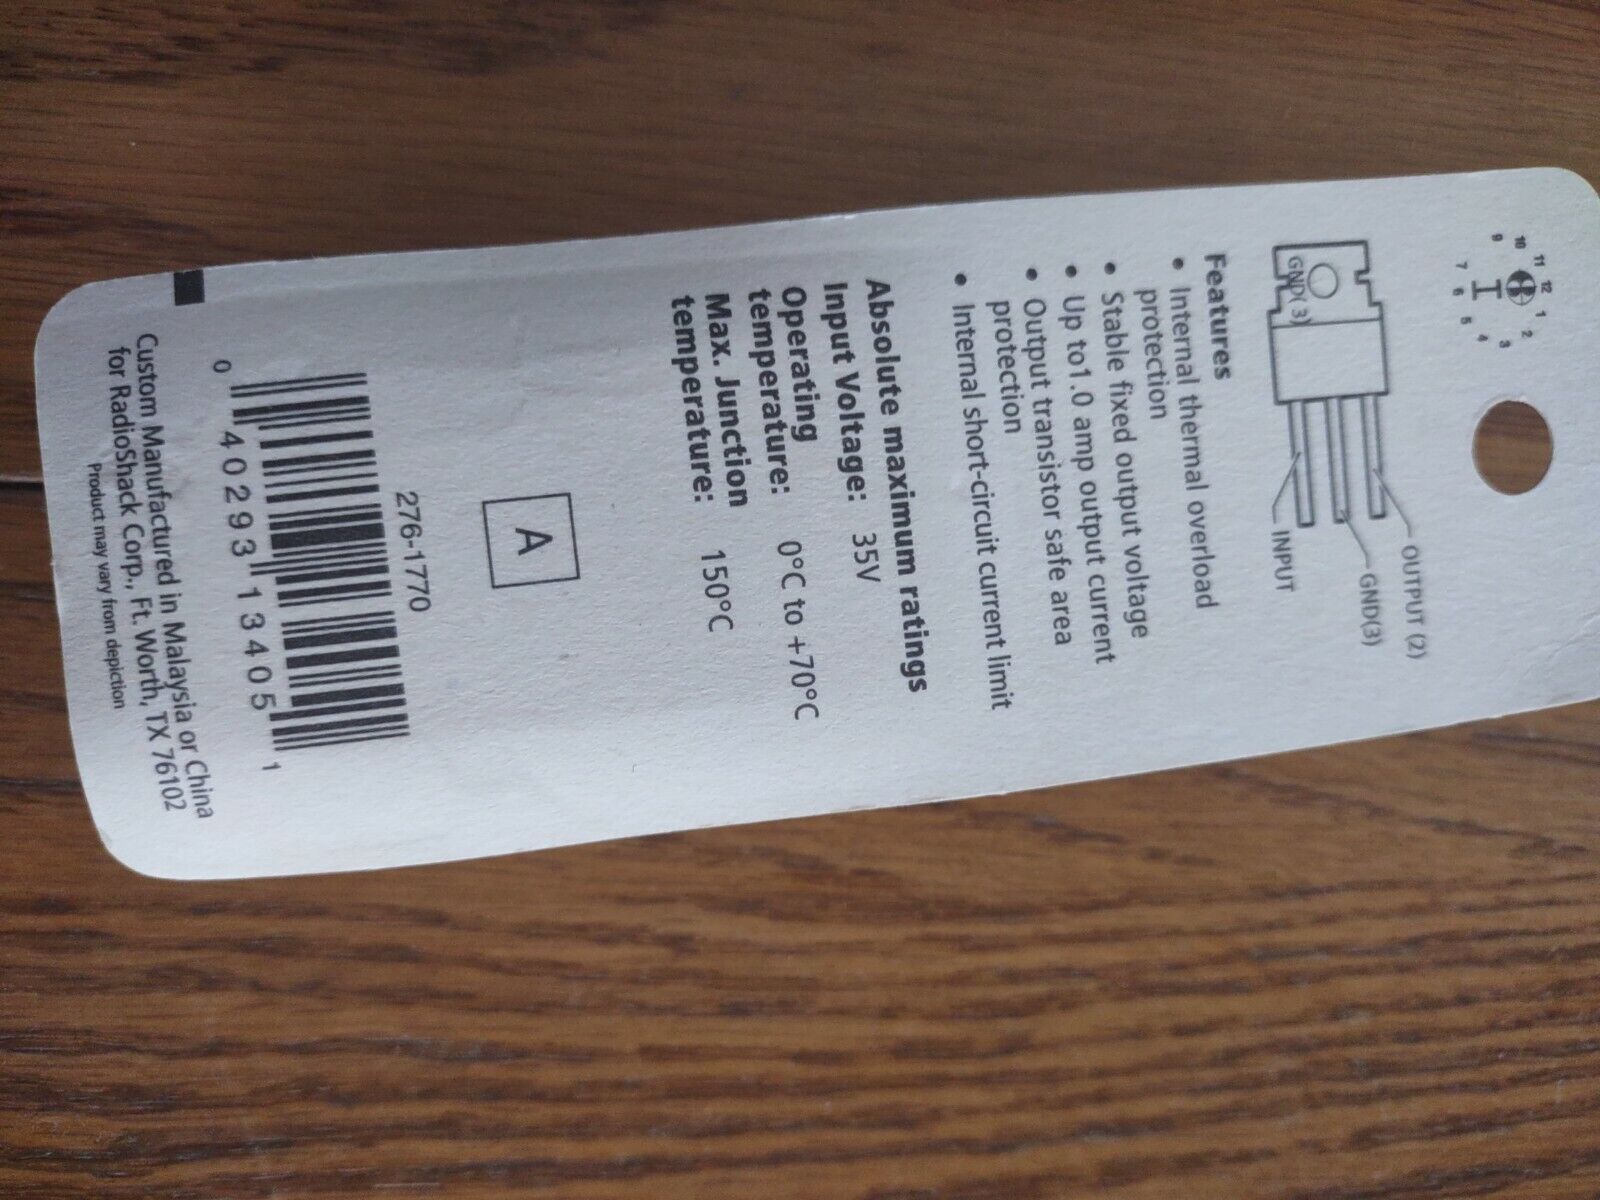 10 11 12 1 2
9 3
7 6 5 4
OUTPUT (2)
GND(3)
INPUT
GND(3)
Features
• Internal thermal overload
protection
• Stable fixed output voltage
• Up to1.0 amp output current
• Output transistor safe area
protection
• Internal short-circuit current limit
Absolute maximum ratings
Input Voltage: 35V
Operating
temperature: 0°C to +70°C
Max. Junction
temperature: 150°C
A
276-1770
0 40293 13405 1
Custom Manufactured in Malaysia or China
for RadioShack Corp., Ft. Worth, TX 76102
Product may vary from depiction